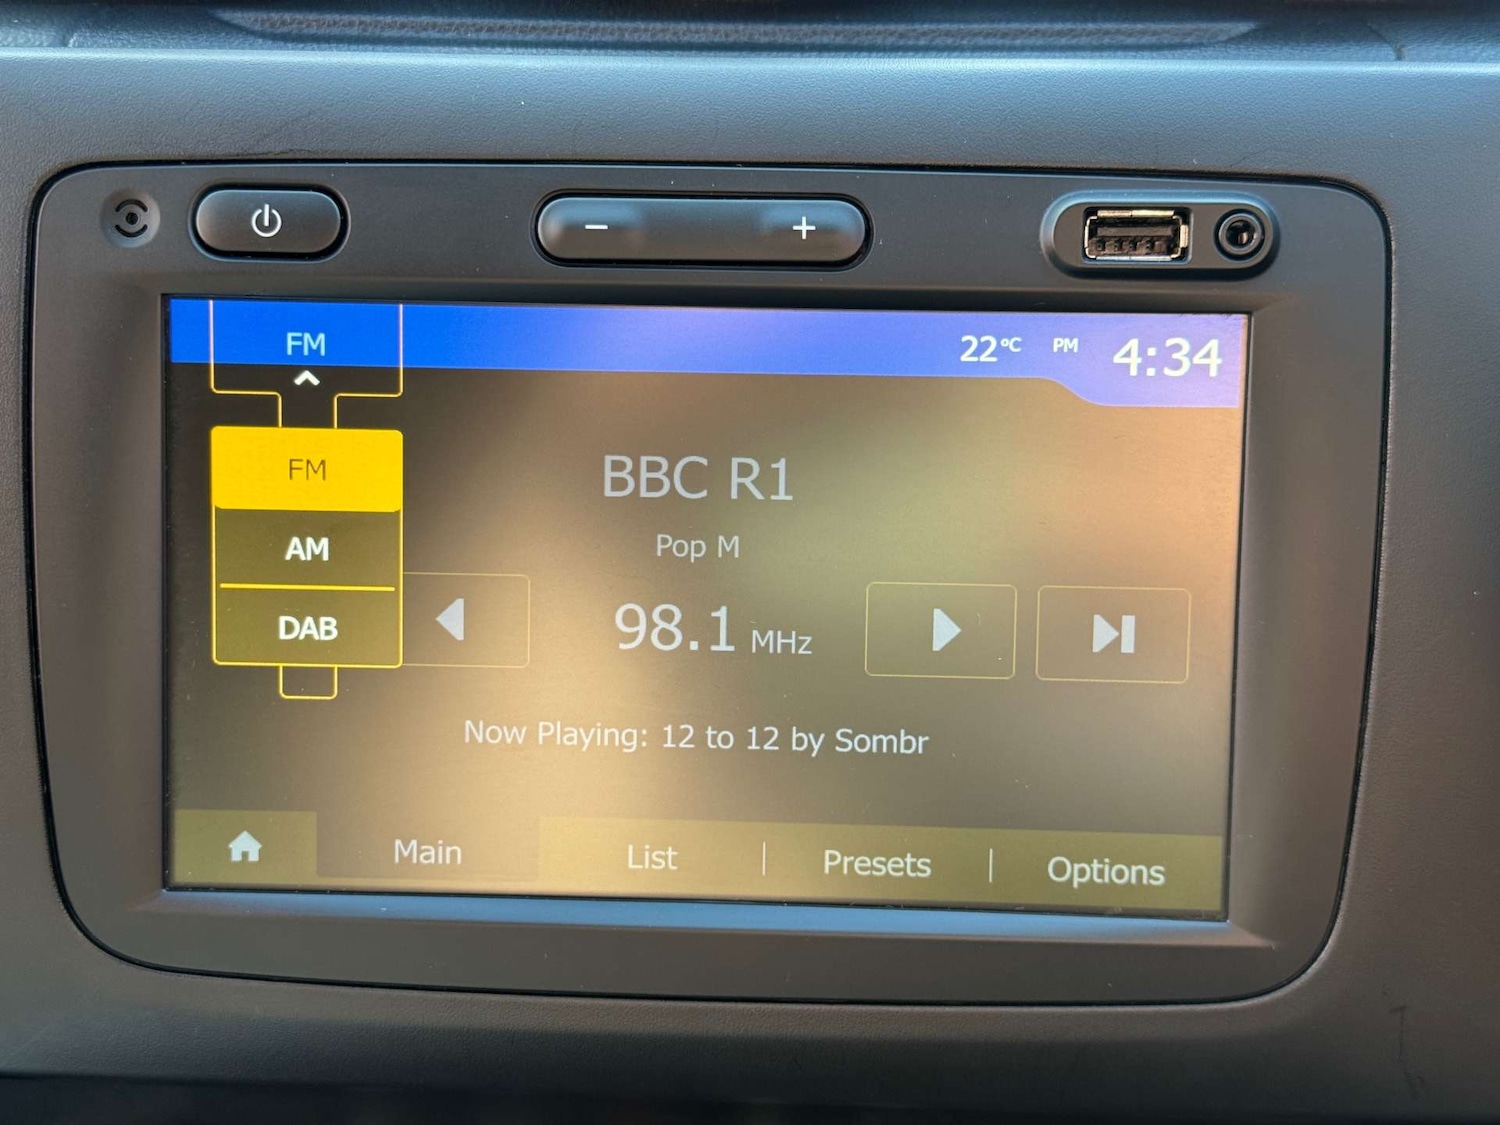 FM
22°C PM 4:34
FM
AM
DAB
BBC R1
Pop M
98.1 MHz
Now Playing: 12 to 12 by Sombr
Main List Presets Options